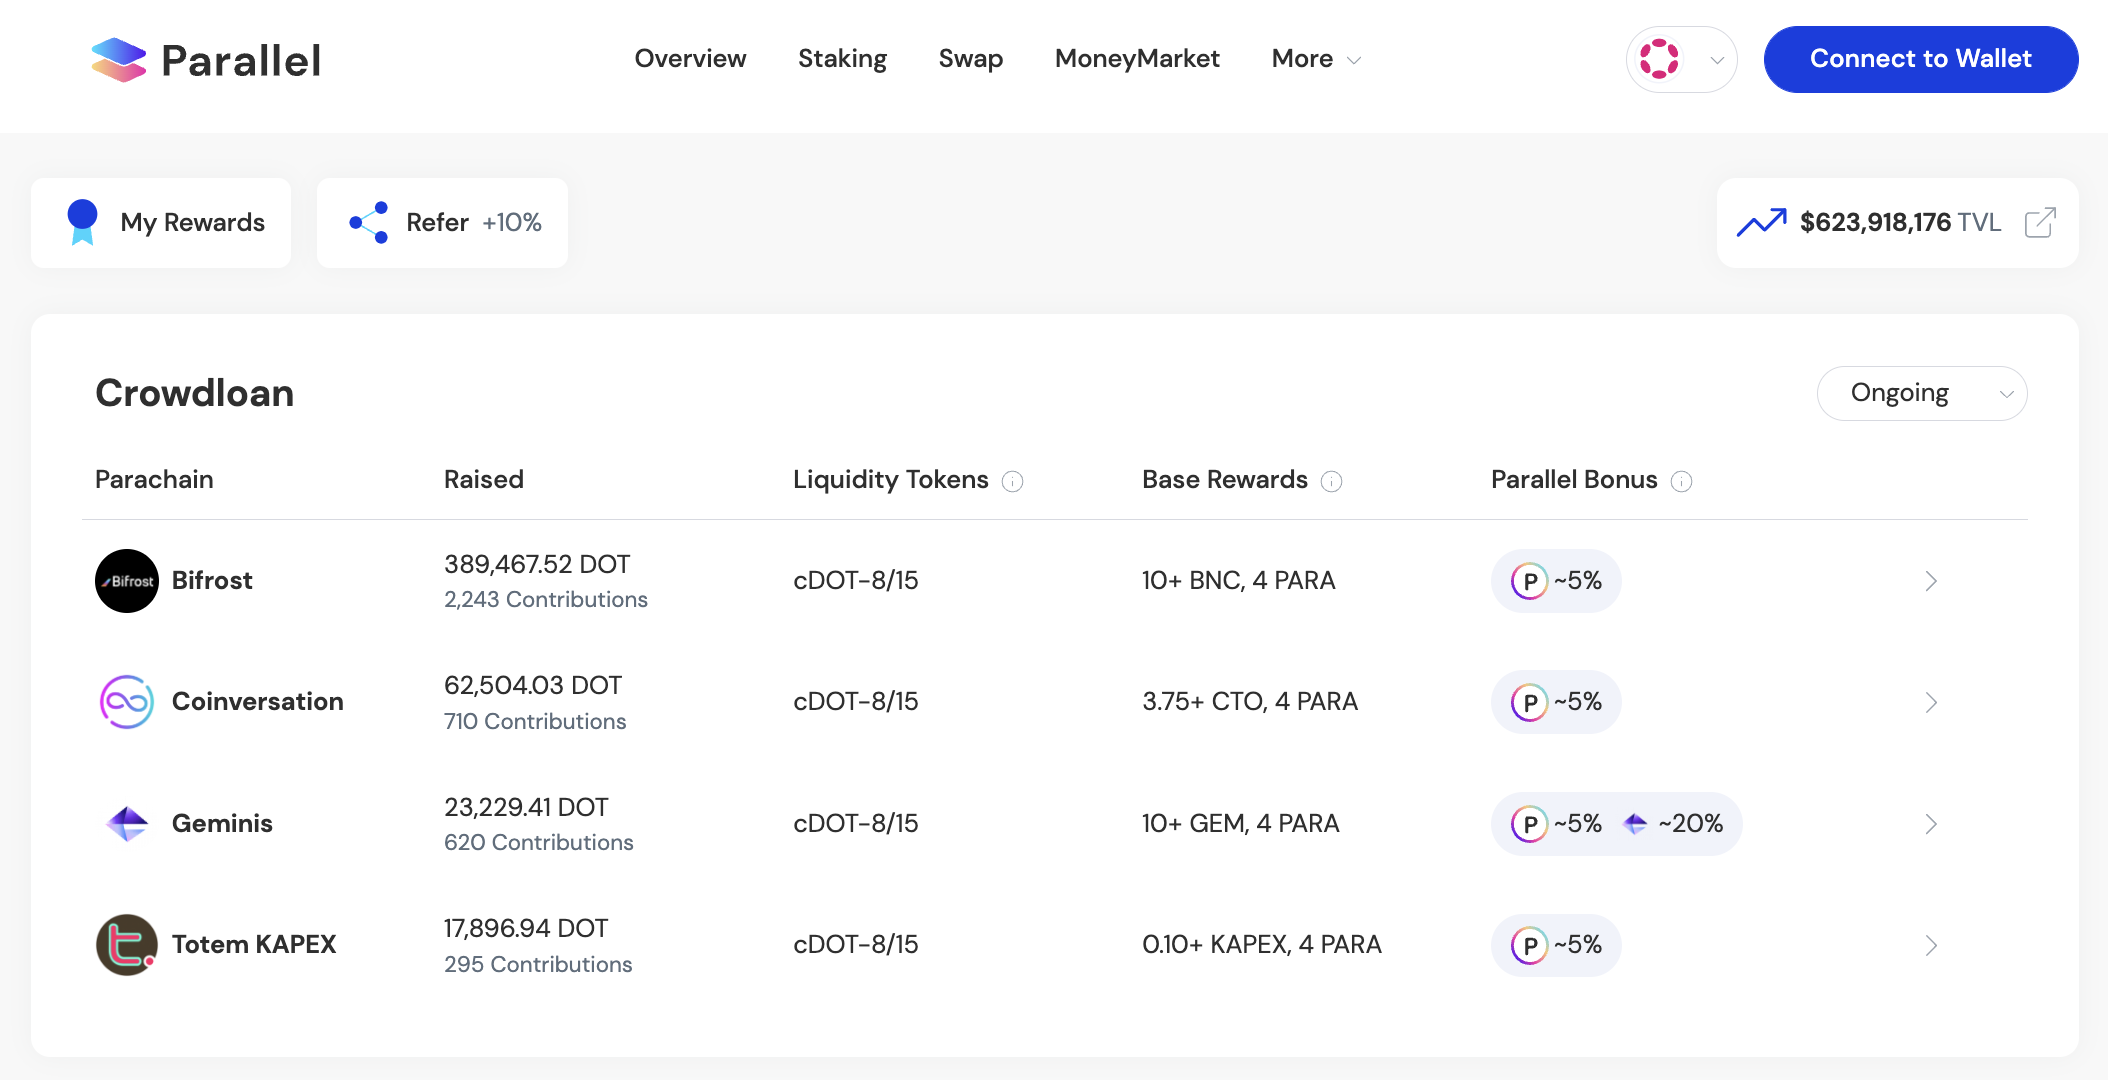 Parallel
Overview Staking Swap MoneyMarket More
Connect to Wallet
My Rewards
Refer +10%
$623,918,176 TVL
Crowdloan
Ongoing
Parachain Raised Liquidity Tokens Base Rewards Parallel Bonus
Bifrost Bifrost
389,467.52 DOT
2,243 Contributions
cDOT-8/15
10+ BNC, 4 PARA
P ~5%
Coinversation
62,504.03 DOT
710 Contributions
cDOT-8/15
3.75+ CTO, 4 PARA
P ~5%
Geminis
23,229.41 DOT
620 Contributions
cDOT-8/15
10+ GEM, 4 PARA
P ~5% ~20%
t Totem KAPEX
17,896.94 DOT
295 Contributions
cDOT-8/15
0.10+ KAPEX, 4 PARA
P ~5%